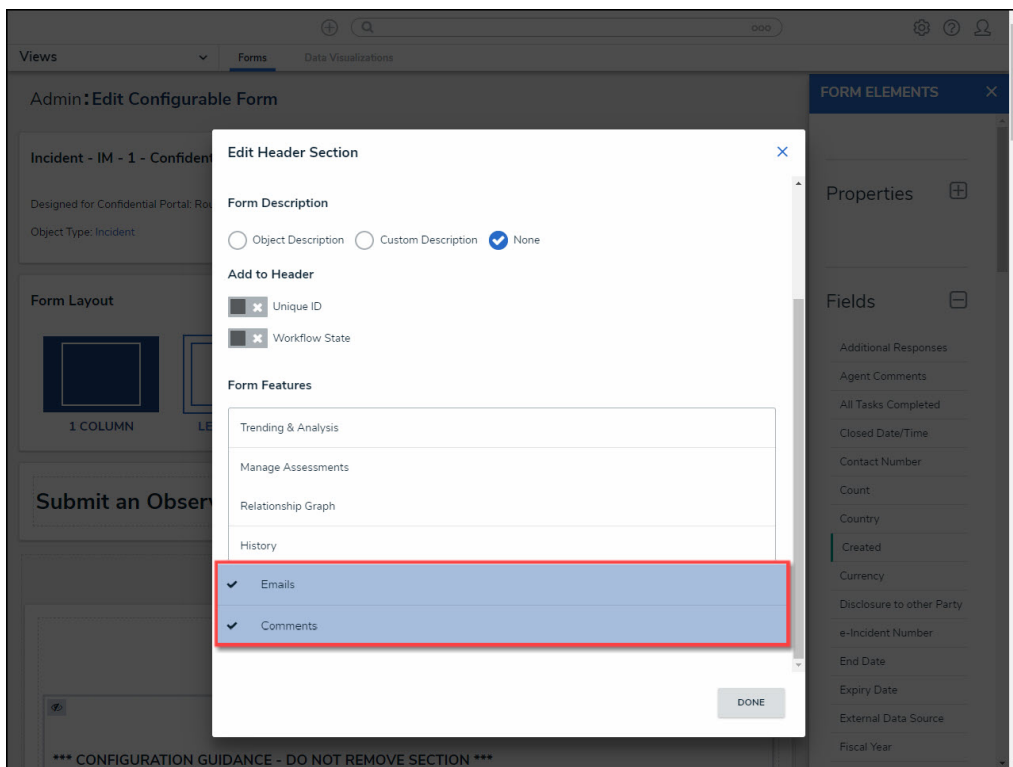 Views
Forms
Data Visualizations
Admin:Edit Configurable Form
FORM ELEMENTS
Incident - IM - 1 - Confident
Designed for Confidential Portal: Rou
Object Type: Incident
Form Layout
1 COLUMN
LE
Submit an Obser
*** CONFIGURATION GUIDANCE - DO NOT REMOVE SECTION ***
Edit Header Section
Form Description
Object Description
Custom Description
None
Add to Header
Unique ID
Workflow State
Form Features
Trending & Analysis
Manage Assessments
Relationship Graph
History
Emails
Comments
DONE
Properties
Fields
Additional Responses
Agent Comments
All Tasks Completed
Closed Date/Time
Contact Number
Count
Country
Created
Currency
Disclosure to other Party
e-Incident Number
End Date
Expiry Date
External Data Source
Fiscal Year